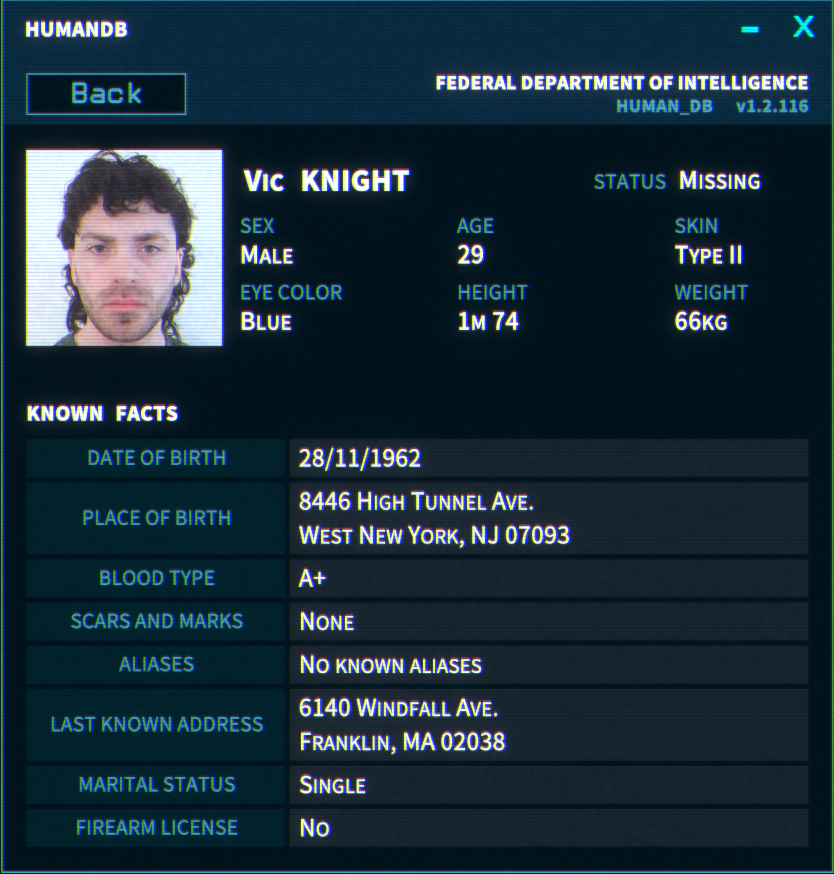 HUMANDB
Back
FEDERAL DEPARTMENT OF INTELLIGENCE
HUMAN_DB v1.2.116
Vic KNIGHT
STATUS Missing
SEX AGE SKIN
Male 29 Type II
EYE COLOR HEIGHT WEIGHT
Blue 1m 74 66kg
KNOWN FACTS
DATE OF BIRTH 28/11/1962
PLACE OF BIRTH 8446 High Tunnel Ave.
West New York, NJ 07093
BLOOD TYPE A+
SCARS AND MARKS None
ALIASES No known aliases
LAST KNOWN ADDRESS 6140 Windfall Ave.
Franklin, MA 02038
MARITAL STATUS Single
FIREARM LICENSE No